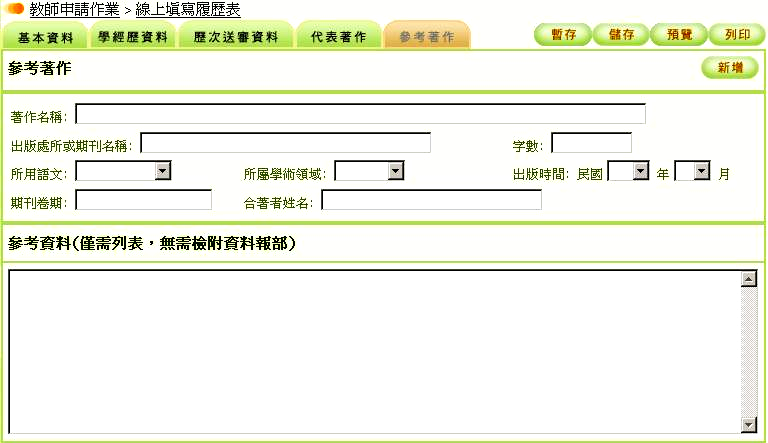 教師申請作業 > 線上填寫履歷表
基本資料 學經歷資料 歷次送審資料 代表著作 參考著作 暫存 儲存 預覽 列印
參考著作 新增
著作名稱:
出版處所或期刊名稱: 字數:
所用語文: 所屬學術領域: 出版時間: 民國 年 月
期刊卷期: 合著者姓名:
參考資料(僅需列表，無需檢附資料報部)